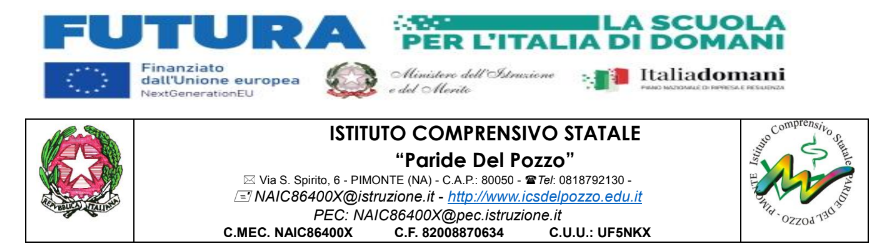 FUTURA
LA SCUOLA
PER L'ITALIA DI DOMANI
Finanziato
dall'Unione europea
NextGenerationEU
Ministero dell'Istruzione
e del Merito
Italiadomani
PIANO NAZIONALE DI RIPRESA E RESILIENZA
ISTITUTO COMPRENSIVO STATALE
“Paride Del Pozzo”
✉ Via S. Spirito, 6 - PIMONTE (NA) - C.A.P.: 80050 - ☎ Tel: 0818792130 -
NAIC86400X@istruzione.it - http://www.icsdelpozzo.edu.it
PEC: NAIC86400X@pec.istruzione.it
C.MEC. NAIC86400X C.F. 82008870634 C.U.U.: UF5NKX
REPVBBLICA ITALIANA
Istituto Comprensivo Statale
PARIDE DEL POZZO - PIMONTE